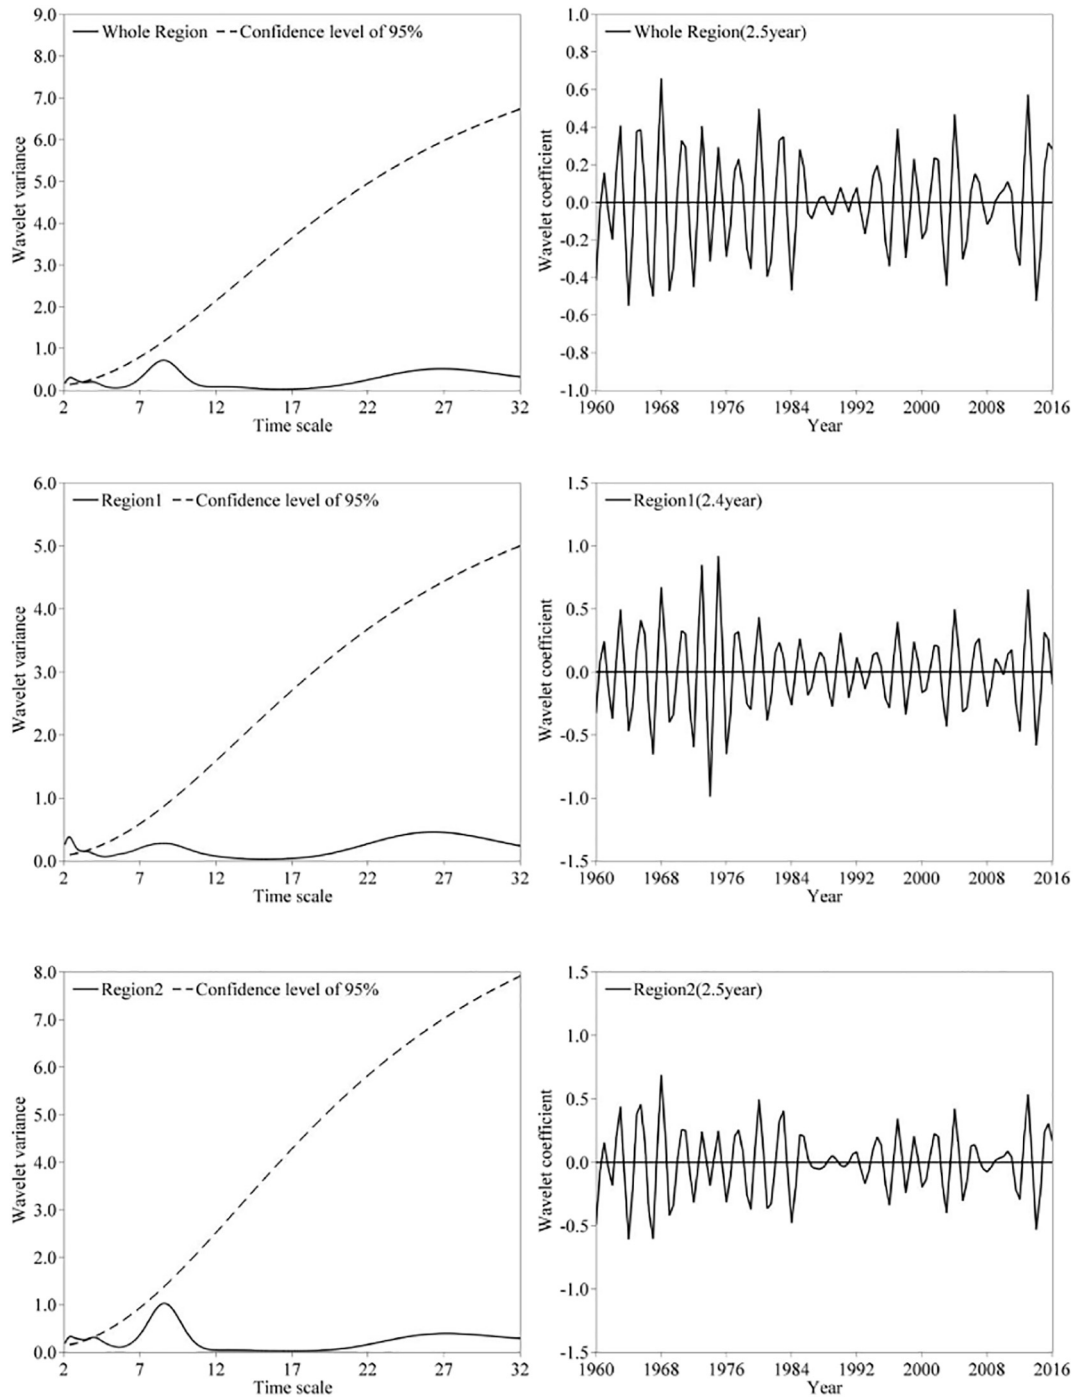 Whole Region Confidence level of 95%
Wavelet variance
9.0
8.0
7.0
6.0
5.0
4.0
3.0
2.0
1.0
0.0
2 7 12 17 22 27 32
Time scale
Whole Region(2.5year)
Wavelet coefficient
1.0
0.8
0.6
0.4
0.2
0.0
-0.2
-0.4
-0.6
-0.8
-1.0
1960 1968 1976 1984 1992 2000 2008 2016
Year
Region1 Confidence level of 95%
Wavelet variance
6.0
5.0
4.0
3.0
2.0
1.0
0.0
2 7 12 17 22 27 32
Time scale
Region1(2.4year)
Wavelet coefficient
1.5
1.0
0.5
0.0
-0.5
-1.0
-1.5
1960 1968 1976 1984 1992 2000 2008 2016
Year
Region2 Confidence level of 95%
Wavelet variance
8.0
7.0
6.0
5.0
4.0
3.0
2.0
1.0
0.0
2 7 12 17 22 27 32
Time scale
Region2(2.5year)
Wavelet coefficient
1.5
1.0
0.5
0.0
-0.5
-1.0
-1.5
1960 1968 1976 1984 1992 2000 2008 2016
Year